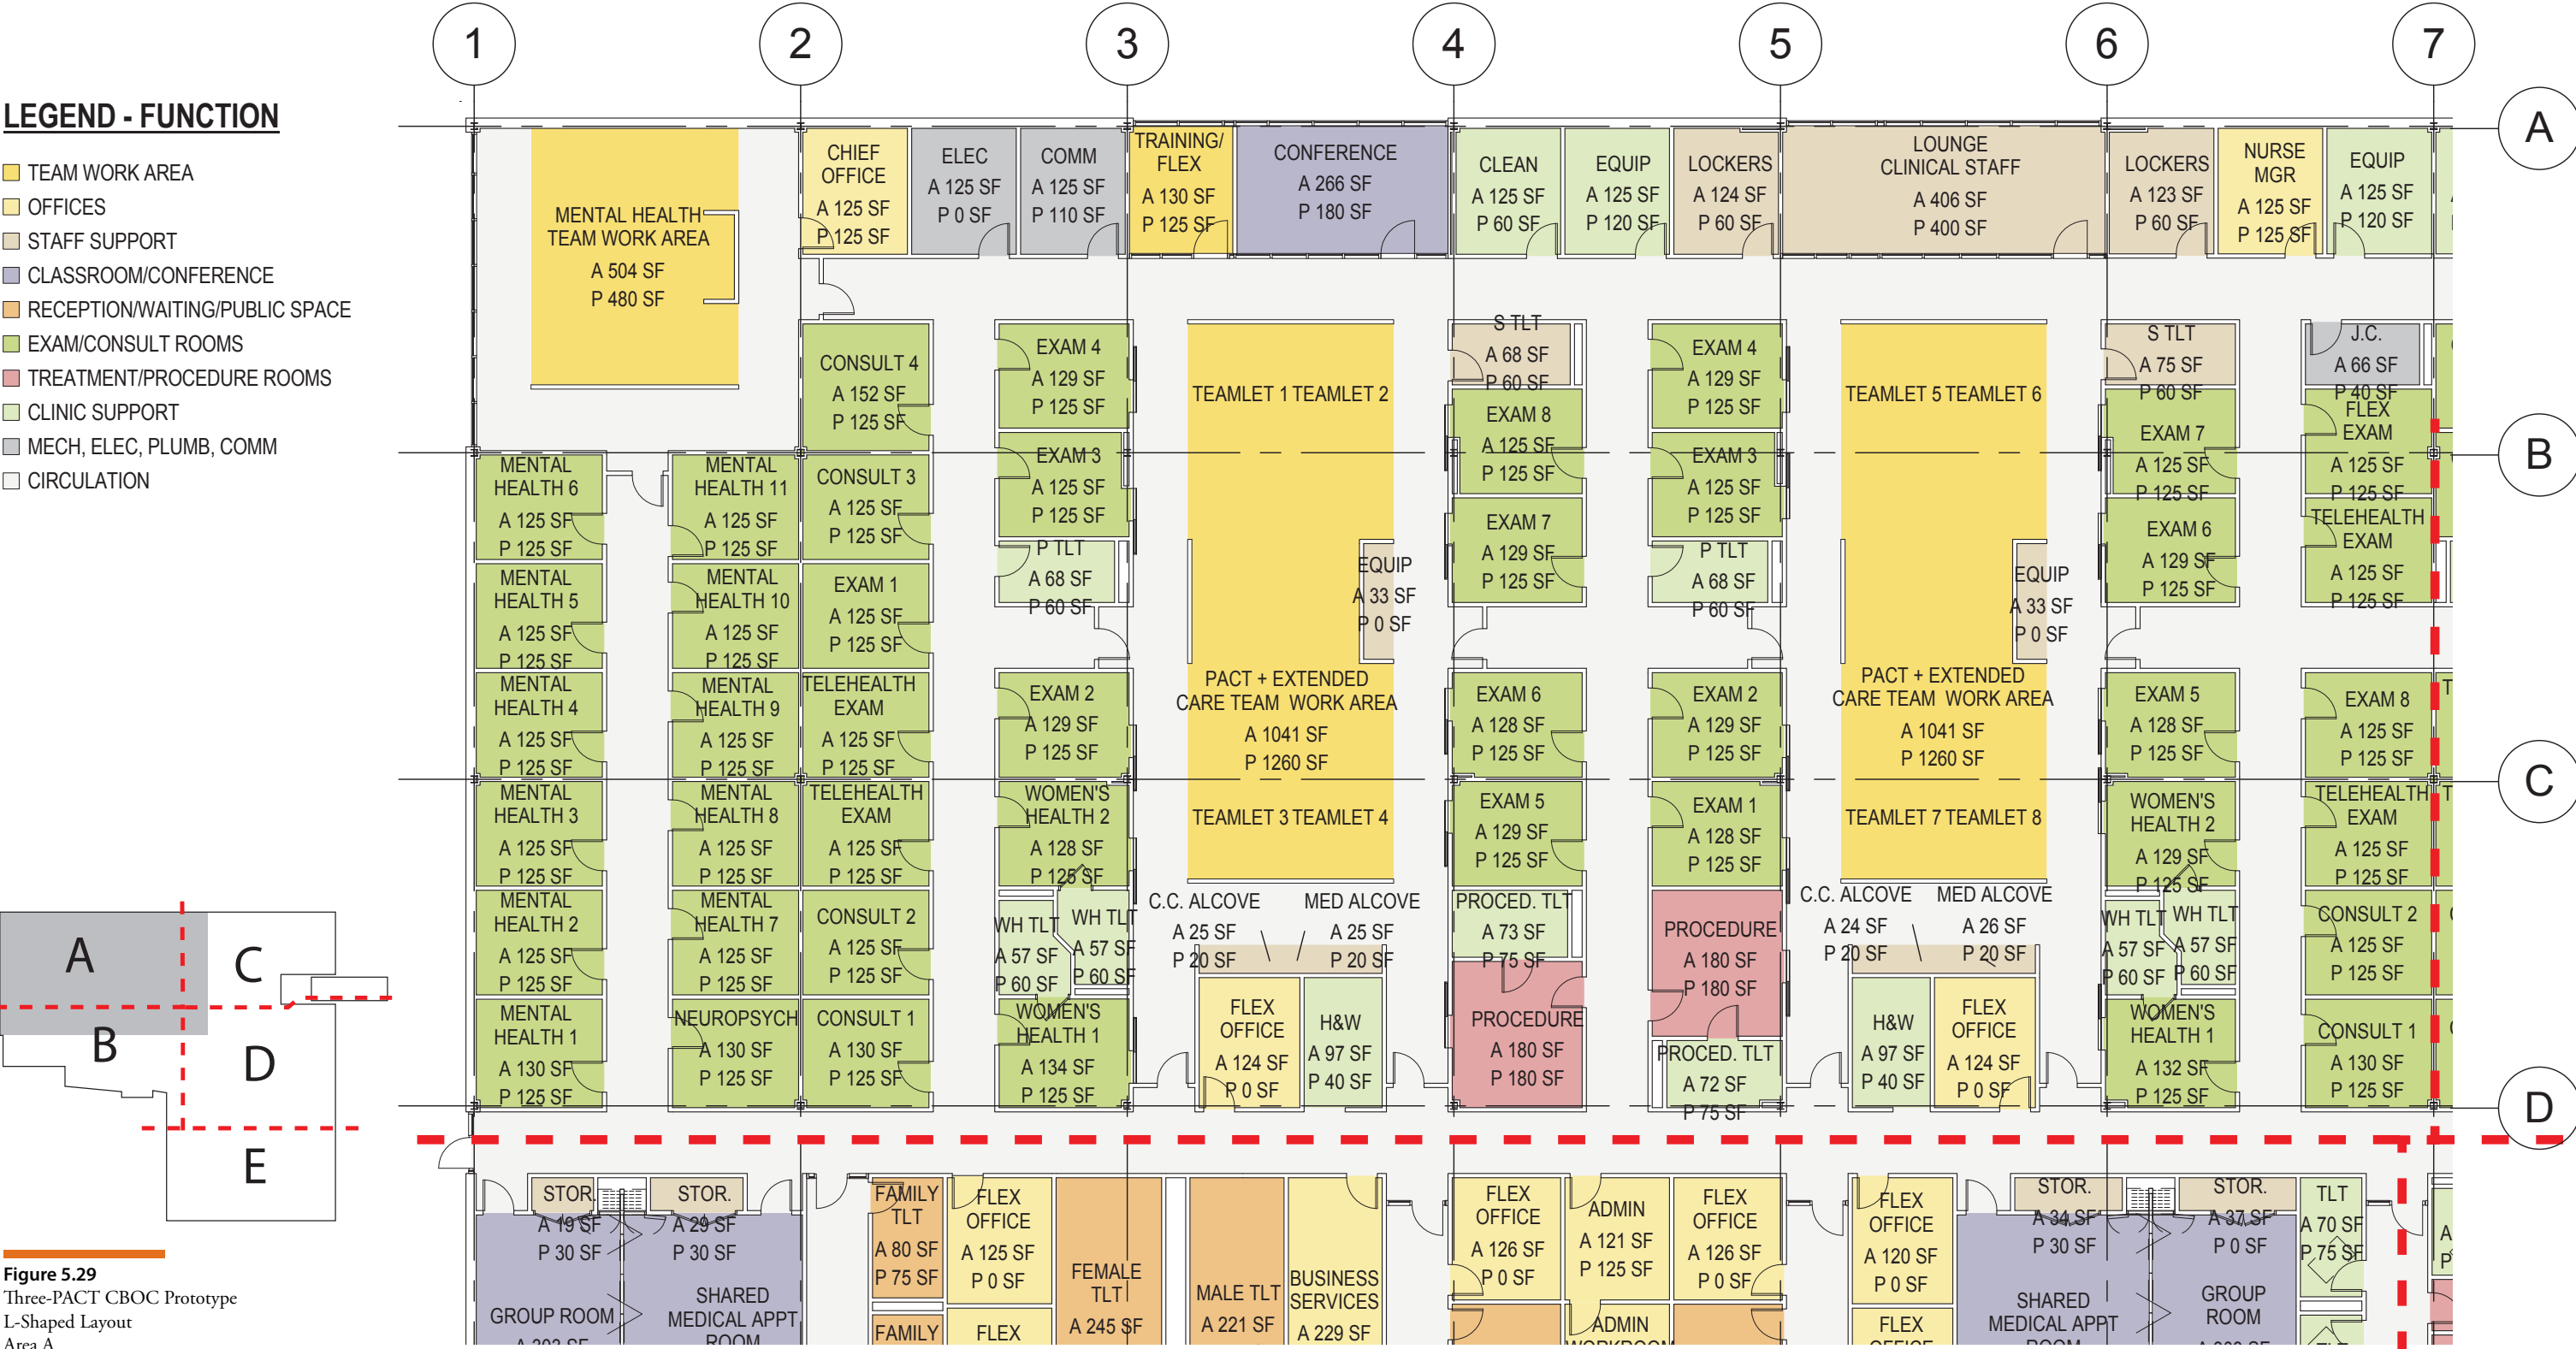 1
2
3
4
5
6
7
A
B
C
D
LEGEND - FUNCTION
TEAM WORK AREA
OFFICES
STAFF SUPPORT
CLASSROOM/CONFERENCE
RECEPTION/WAITING/PUBLIC SPACE
EXAM/CONSULT ROOMS
TREATMENT/PROCEDURE ROOMS
CLINIC SUPPORT
MECH, ELEC, PLUMB, COMM
CIRCULATION
MENTAL HEALTH
TEAM WORK AREA
A 504 SF
P 480 SF
CHIEF
OFFICE
A 125 SF
P 125 SF
ELEC
A 125 SF
P 0 SF
COMM
A 125 SF
P 110 SF
TRAINING/
FLEX
A 130 SF
P 125 SF
CONFERENCE
A 266 SF
P 180 SF
CLEAN
A 125 SF
P 60 SF
EQUIP
A 125 SF
P 120 SF
LOCKERS
A 124 SF
P 60 SF
LOUNGE
CLINICAL STAFF
A 406 SF
P 400 SF
LOCKERS
A 123 SF
P 60 SF
NURSE
MGR
A 125 SF
P 125 SF
EQUIP
A 125 SF
P 120 SF
MENTAL
HEALTH 6
A 125 SF
P 125 SF
MENTAL
HEALTH 5
A 125 SF
P 125 SF
MENTAL
HEALTH 4
A 125 SF
P 125 SF
MENTAL
HEALTH 3
A 125 SF
P 125 SF
MENTAL
HEALTH 2
A 125 SF
P 125 SF
MENTAL
HEALTH 1
A 130 SF
P 125 SF
MENTAL
HEALTH 11
A 125 SF
P 125 SF
MENTAL
HEALTH 10
A 125 SF
P 125 SF
MENTAL
HEALTH 9
A 125 SF
P 125 SF
MENTAL
HEALTH 8
A 125 SF
P 125 SF
MENTAL
HEALTH 7
A 125 SF
P 125 SF
NEUROPSYCH
A 130 SF
P 125 SF
CONSULT 4
A 152 SF
P 125 SF
CONSULT 3
A 125 SF
P 125 SF
EXAM 1
A 125 SF
P 125 SF
TELEHEALTH
EXAM
A 125 SF
P 125 SF
TELEHEALTH
EXAM
A 125 SF
P 125 SF
CONSULT 2
A 125 SF
P 125 SF
CONSULT 1
A 130 SF
P 125 SF
EXAM 4
A 129 SF
P 125 SF
EXAM 3
A 125 SF
P 125 SF
P TLT
A 68 SF
P 60 SF
EXAM 2
A 129 SF
P 125 SF
WOMEN'S
HEALTH 2
A 128 SF
P 125 SF
WH TLT
A 57 SF
P 60 SF
WH TLT
A 57 SF
P 60 SF
WOMEN'S
HEALTH 1
A 134 SF
P 125 SF
TEAMLET 1 TEAMLET 2
EQUIP
A 33 SF
P 0 SF
PACT + EXTENDED
CARE TEAM WORK AREA
A 1041 SF
P 1260 SF
TEAMLET 3 TEAMLET 4
C.C. ALCOVE
A 25 SF
P 20 SF
MED ALCOVE
A 25 SF
P 20 SF
FLEX
OFFICE
A 124 SF
P 0 SF
H&W
A 97 SF
P 40 SF
S TLT
A 68 SF
P 60 SF
EXAM 8
A 125 SF
P 125 SF
EXAM 7
A 129 SF
P 125 SF
EXAM 6
A 128 SF
P 125 SF
EXAM 5
A 129 SF
P 125 SF
PROCED. TLT
A 73 SF
P 75 SF
PROCEDURE
A 180 SF
P 180 SF
EXAM 4
A 129 SF
P 125 SF
EXAM 3
A 125 SF
P 125 SF
P TLT
A 68 SF
P 60 SF
EXAM 2
A 129 SF
P 125 SF
EXAM 1
A 128 SF
P 125 SF
PROCEDURE
A 180 SF
P 180 SF
PROCED. TLT
A 72 SF
P 75 SF
TEAMLET 5 TEAMLET 6
EQUIP
A 33 SF
P 0 SF
PACT + EXTENDED
CARE TEAM WORK AREA
A 1041 SF
P 1260 SF
TEAMLET 7 TEAMLET 8
C.C. ALCOVE
A 24 SF
P 20 SF
MED ALCOVE
A 26 SF
P 20 SF
H&W
A 97 SF
P 40 SF
FLEX
OFFICE
A 124 SF
P 0 SF
S TLT
A 75 SF
P 60 SF
EXAM 7
A 125 SF
P 125 SF
EXAM 6
A 129 SF
P 125 SF
EXAM 5
A 128 SF
P 125 SF
WOMEN'S
HEALTH 2
A 129 SF
P 125 SF
WH TLT
A 57 SF
P 60 SF
WH TLT
A 57 SF
P 60 SF
WOMEN'S
HEALTH 1
A 132 SF
P 125 SF
J.C.
A 66 SF
P 40 SF
FLEX
EXAM
A 125 SF
P 125 SF
TELEHEALTH
EXAM
A 125 SF
P 125 SF
EXAM 8
A 125 SF
P 125 SF
TELEHEALTH
EXAM
A 125 SF
P 125 SF
CONSULT 2
A 125 SF
P 125 SF
CONSULT 1
A 130 SF
P 125 SF
A
B
C
D
E
STOR.
A 19 SF
P 30 SF
GROUP ROOM
STOR.
A 29 SF
P 30 SF
SHARED
MEDICAL APPT
ROOM
FAMILY
TLT
A 80 SF
P 75 SF
FAMILY
FLEX
OFFICE
A 125 SF
P 0 SF
FLEX
FEMALE
TLT
A 245 SF
MALE TLT
A 221 SF
BUSINESS
SERVICES
A 229 SF
FLEX
OFFICE
A 126 SF
P 0 SF
ADMIN
A 121 SF
P 125 SF
ADMIN
WORKROOM
FLEX
OFFICE
A 126 SF
P 0 SF
FLEX
OFFICE
A 120 SF
P 0 SF
FLEX
OFFICE
STOR.
A 34 SF
P 30 SF
SHARED
MEDICAL APPT
ROOM
STOR.
A 37 SF
P 0 SF
GROUP
ROOM
TLT
A 70 SF
P 75 SF
TLT
Figure 5.29
Three-PACT CBOC Prototype
L-Shaped Layout
Area A